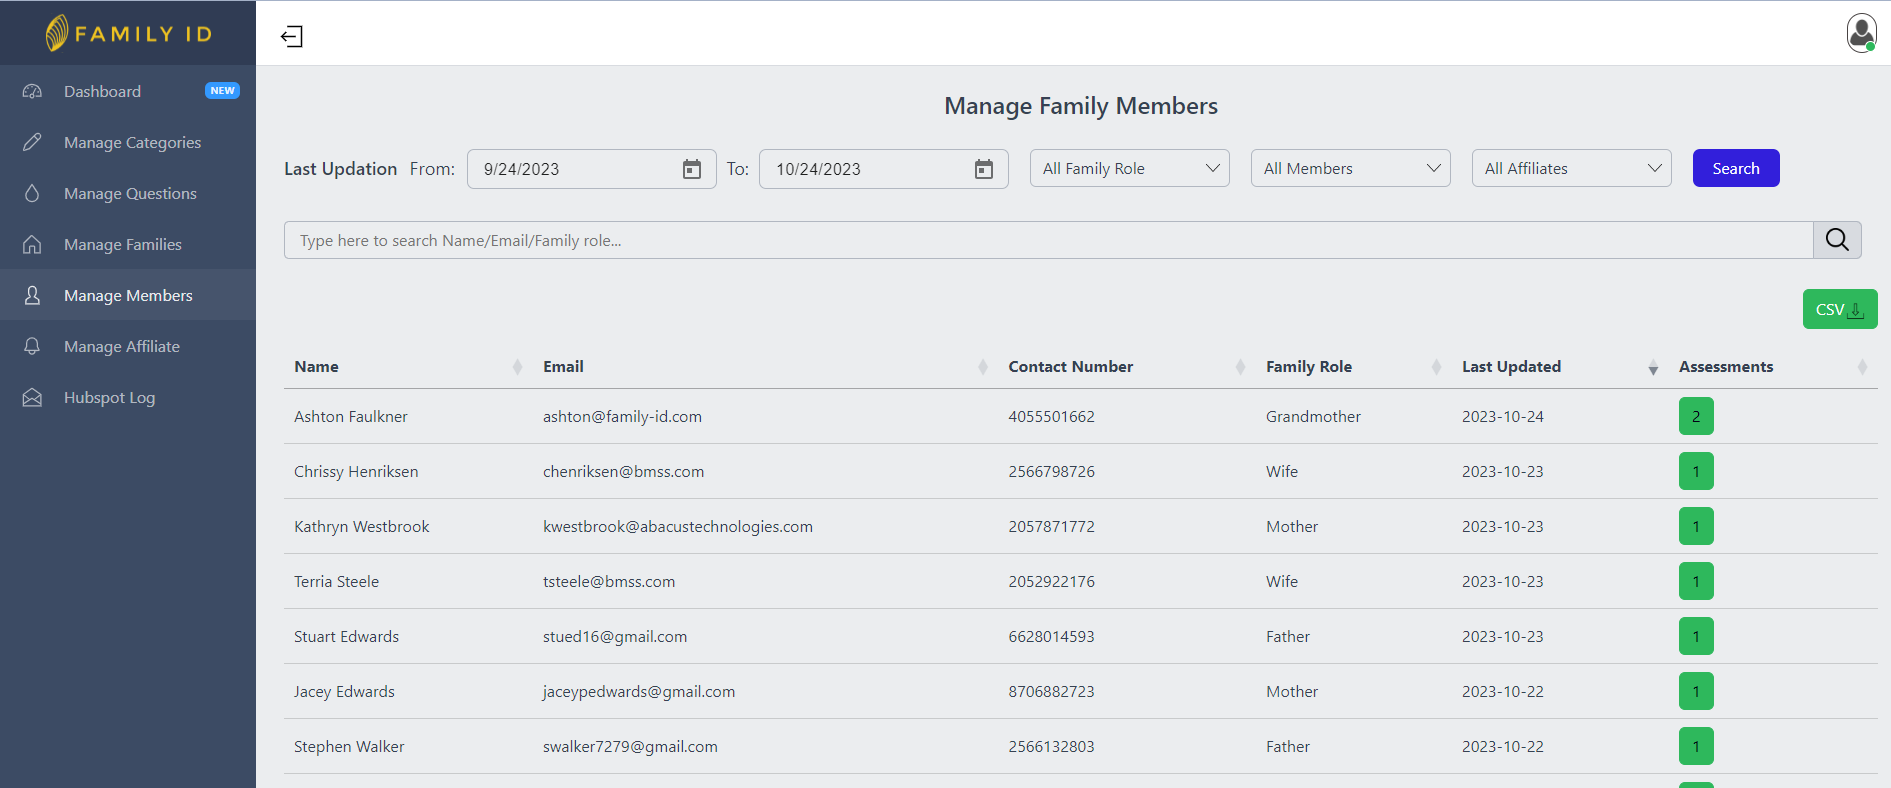 FAMILY ID
Dashboard NEW
Manage Categories
Manage Questions
Manage Families
Manage Members
Manage Affiliate
Hubspot Log
Manage Family Members
Last Updation From: 9/24/2023 To: 10/24/2023 All Family Role All Members All Affiliates Search
Type here to search Name/Email/Family role...
CSV
Name Email Contact Number Family Role Last Updated Assessments
Ashton Faulkner ashton@family-id.com 4055501662 Grandmother 2023-10-24 2
Chrissy Henriksen chenriksen@bmss.com 2566798726 Wife 2023-10-23 1
Kathryn Westbrook kwestbrook@abacustechnologies.com 2057871772 Mother 2023-10-23 1
Terria Steele tsteele@bmss.com 2052922176 Wife 2023-10-23 1
Stuart Edwards stued16@gmail.com 6628014593 Father 2023-10-23 1
Jacey Edwards jaceypedwards@gmail.com 8706882723 Mother 2023-10-22 1
Stephen Walker swalker7279@gmail.com 2566132803 Father 2023-10-22 1